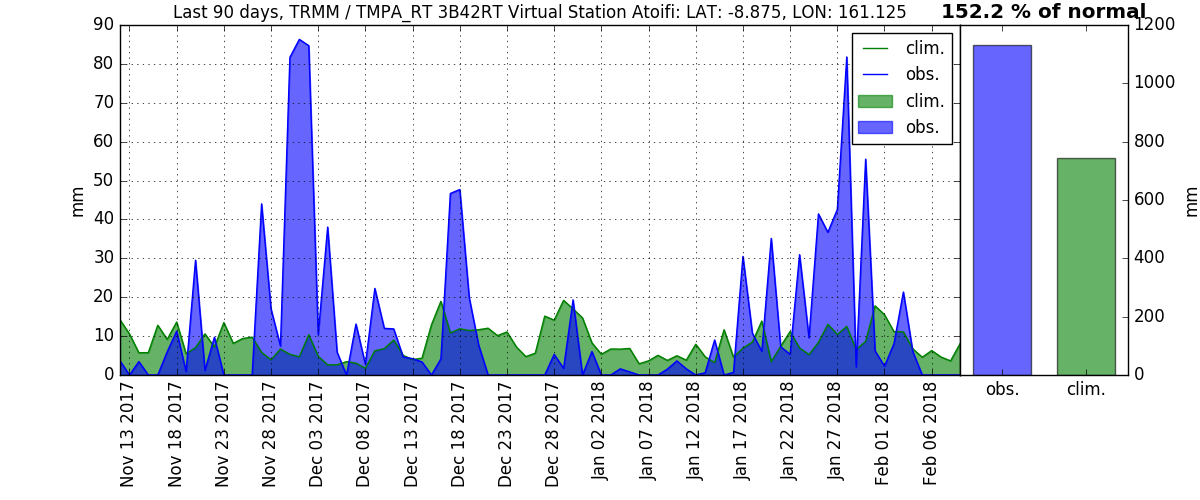 Last 90 days, TRMM / TMPA_RT 3B42RT Virtual Station Atoifi: LAT: -8.875, LON: 161.125
152.2 % of normal
90
80
70
60
50
40
30
20
10
0
mm
clim.
obs.
clim.
obs.
Nov 13 2017
Nov 18 2017
Nov 23 2017
Nov 28 2017
Dec 03 2017
Dec 08 2017
Dec 13 2017
Dec 18 2017
Dec 23 2017
Dec 28 2017
Jan 02 2018
Jan 07 2018
Jan 12 2018
Jan 17 2018
Jan 22 2018
Jan 27 2018
Feb 01 2018
Feb 06 2018
1200
1000
800
600
400
200
0
mm
obs.
clim.